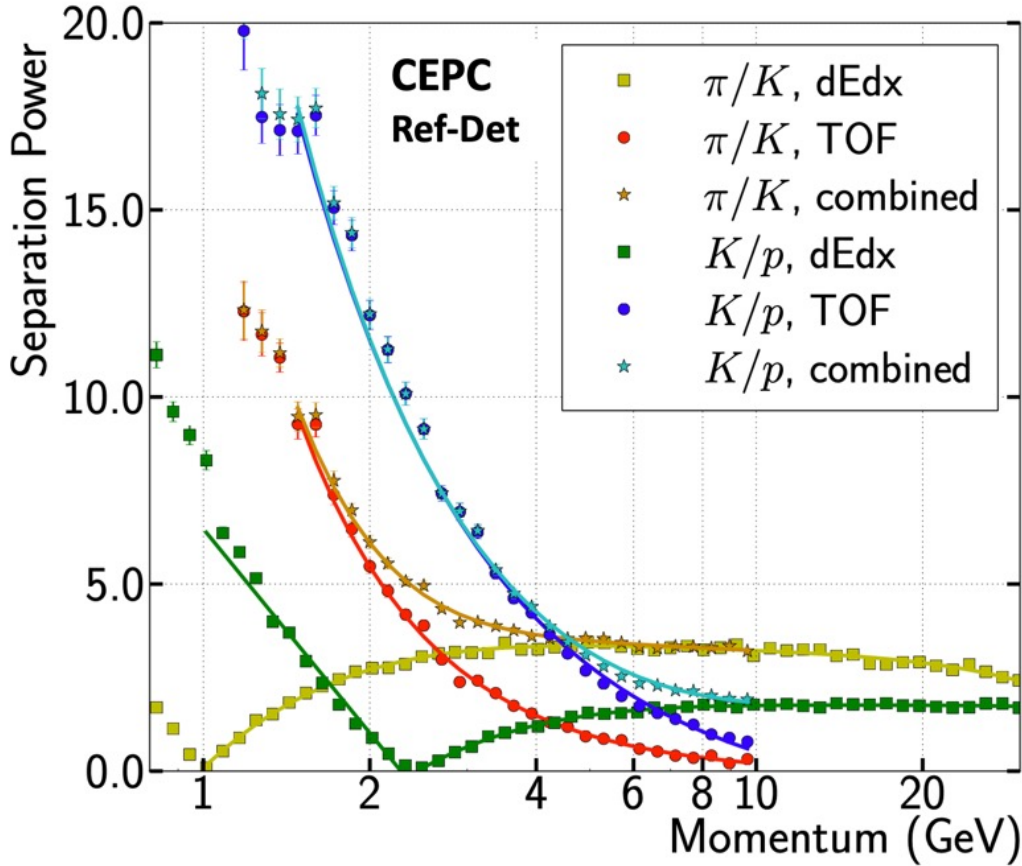 Separation Power
20.0
15.0
10.0
5.0
0.0
CEPC
Ref-Det
π/K, dEdx
π/K, TOF
π/K, combined
K/p, dEdx
K/p, TOF
K/p, combined
1 2 4 6 8 10 20
Momentum (GeV)